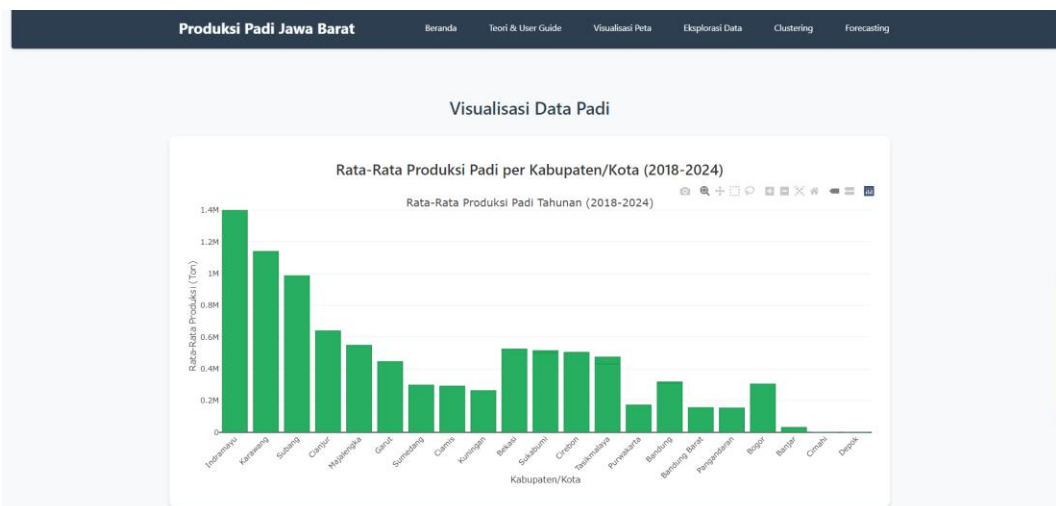 Produksi Padi Jawa Barat Beranda Teori & User Guide Visualisasi Peta Eksplorasi Data Clustering Forecasting
Visualisasi Data Padi
Rata-Rata Produksi Padi per Kabupaten/Kota (2018-2024)
Rata-Rata Produksi Padi Tahunan (2018-2024)
Rata-Rata Produksi (Ton)
1.4M
1.2M
1M
0.8M
0.6M
0.4M
0.2M
0
Indramayu Karawang Subang Cianjur Majalengka Garut Sumedang Ciamis Kuningan Bekasi Sukabumi Cirebon Tasikmalaya Purwakarta Bandung Bandung Barat Pangandaran Bogor Banjar Cimahi Depok
Kabupaten/Kota